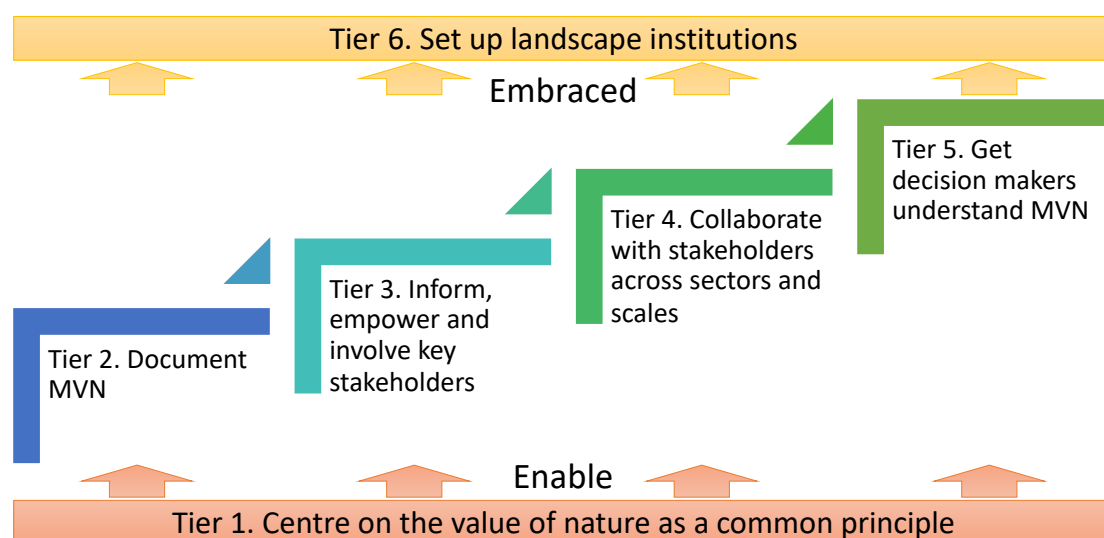 Tier 6. Set up landscape institutions
Embraced
Tier 5. Get
decision makers
understand MVN
Tier 4. Collaborate
with stakeholders
across sectors and
scales
Tier 3. Inform,
empower and
involve key
stakeholders
Tier 2. Document
MVN
Enable
Tier 1. Centre on the value of nature as a common principle